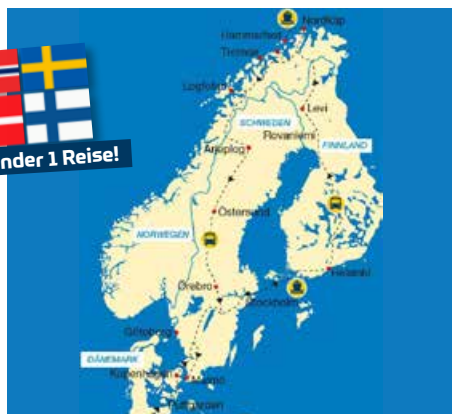 Nordkap
Hammerfest
Tromsø
Levi
SCHWEDEN
Rovaniemi
FINNLAND
Arjeplog
nder 1 Reise!
Östersund
NORWEGEN
Helsinki
Örebro
Stockholm
Göteborg
DÄNEMARK
Kopenhagen
Malmö
Puttgarden